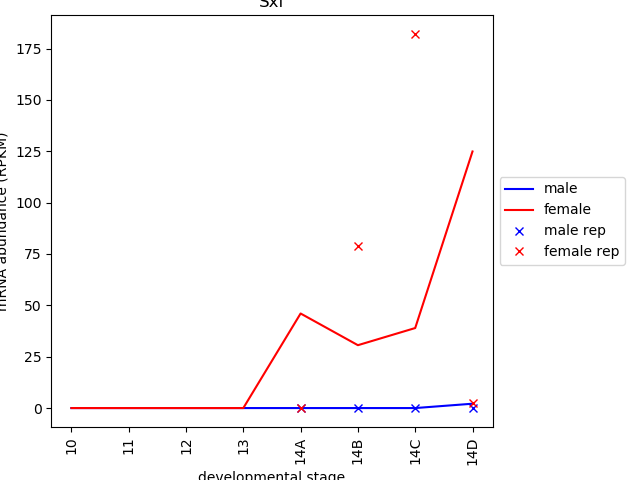 Sxl
mRNA abundance (RPKM)
175
150
125
100
75
50
25
0
10
11
12
13
14A
14B
14C
14D
developmental stage
male
female
male rep
female rep